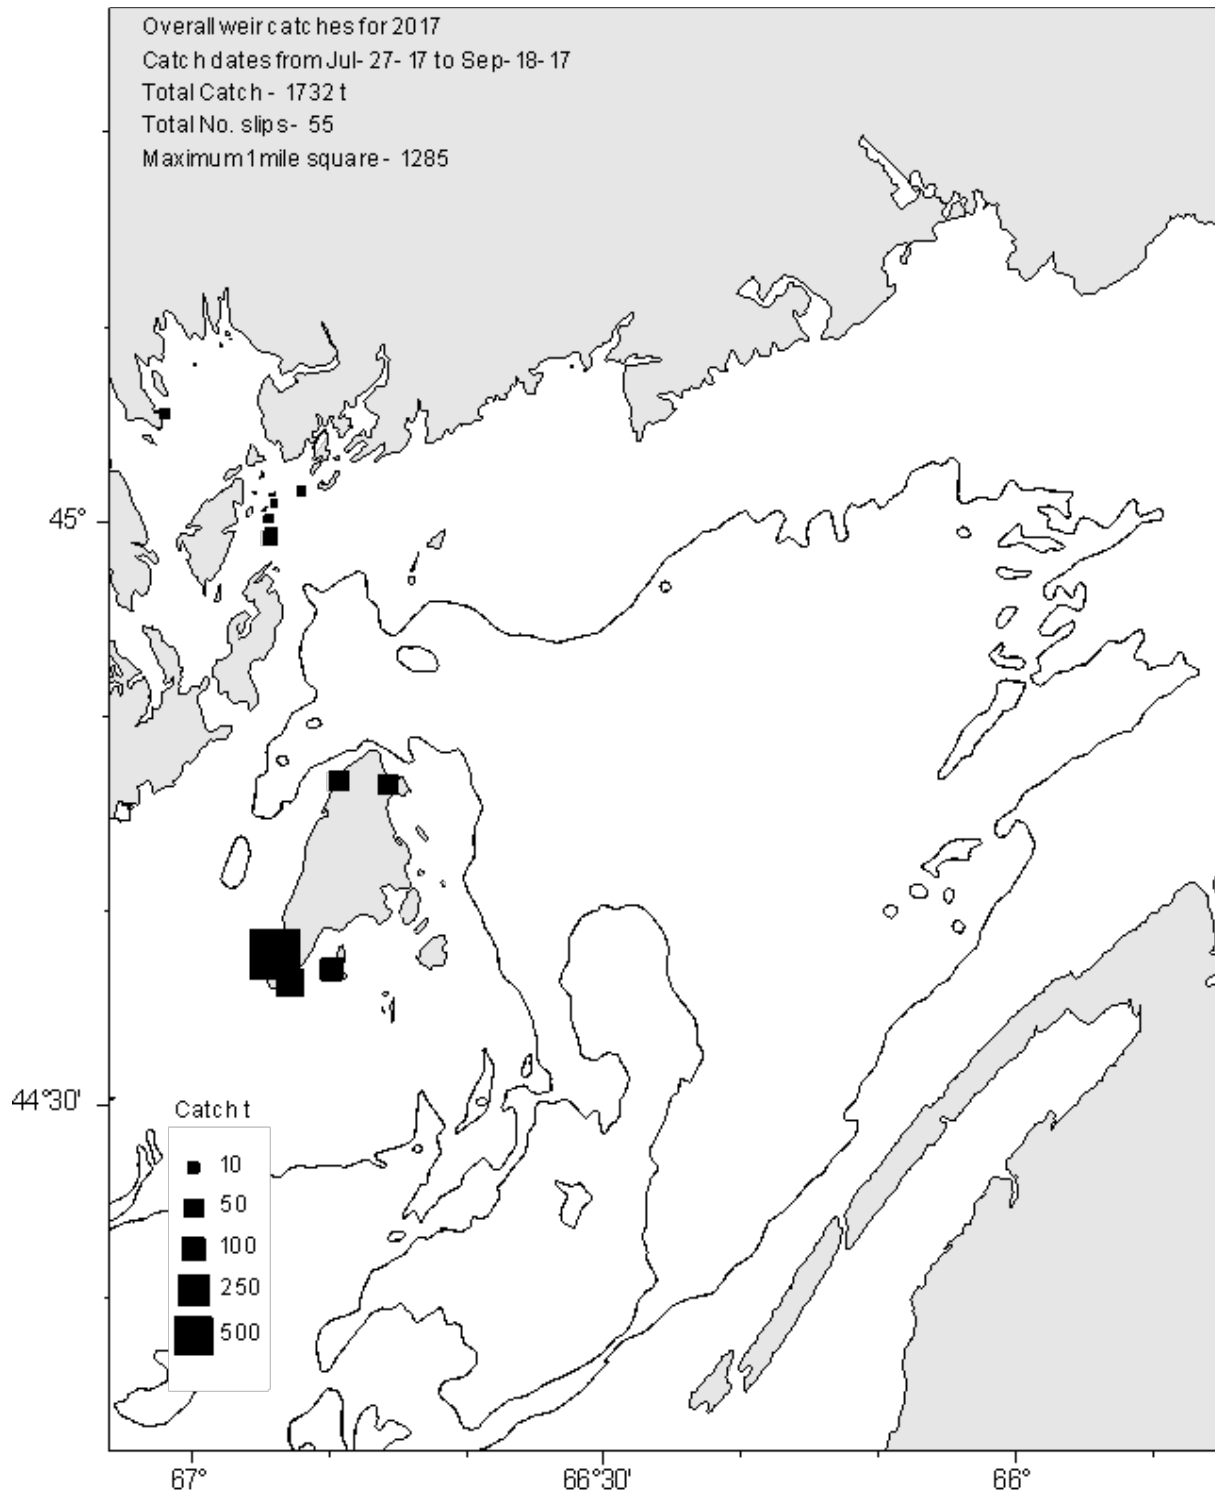 Overall weir catches for 2017
Catch dates from Jul-27-17 to Sep-18-17
Total Catch - 1732 t
Total No. slips- 55
Maximum 1 mile square - 1285
45°
44°30'
Catch t
10
50
100
250
500
67°
66°30'
66°